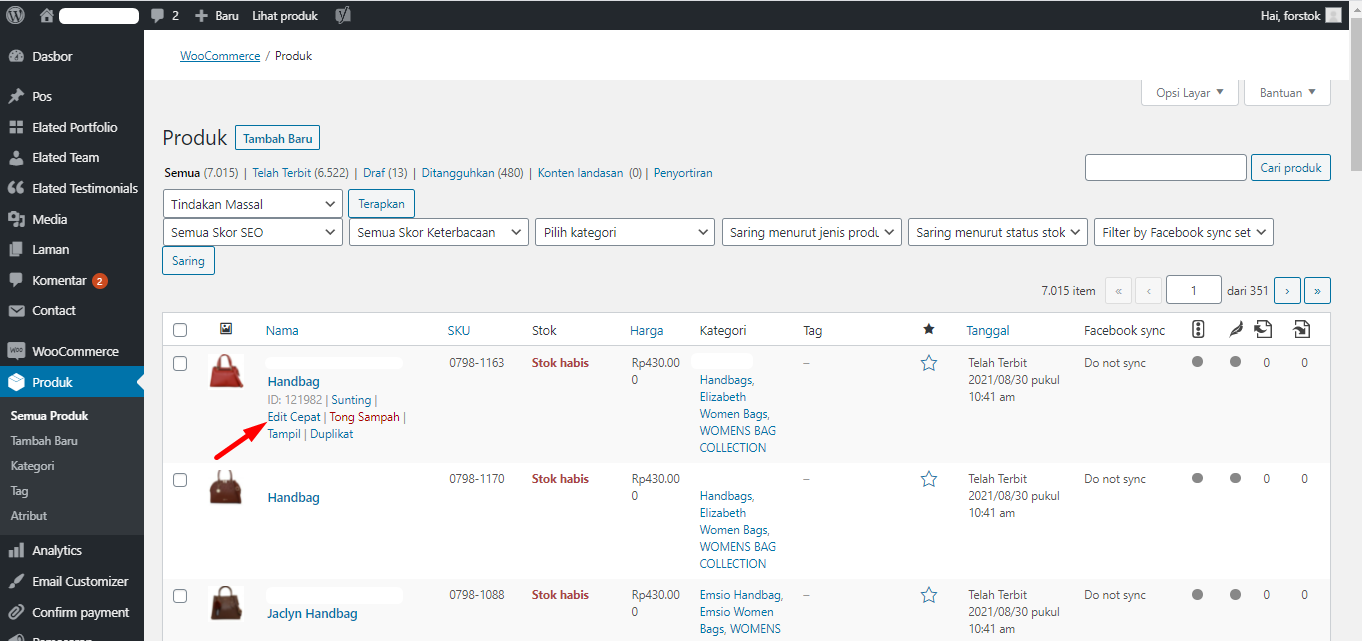 2 Baru Lihat produk Hai, forstok
Dasbor
Pos
Elated Portfolio
Elated Team
Elated Testimonials
Media
Laman
Komentar 2
Contact
WooCommerce
Produk
Semua Produk
Tambah Baru
Kategori
Tag
Atribut
Analytics
Email Customizer
Confirm payment
WooCommerce / Produk
Opsi Layar ▼ Bantuan ▼
Produk Tambah Baru
Semua (7.015) | Telah Terbit (6.522) | Draf (13) | Ditangguhkan (480) | Konten landasan (0) | Penyortiran
Cari produk
Tindakan Massal Terapkan
Semua Skor SEO Semua Skor Keterbacaan Pilih kategori Saring menurut jenis produ Saring menurut status stok Filter by Facebook sync set
Saring
7.015 item « ‹ 1 dari 351 › »
Nama SKU Stok Harga Kategori Tag Tanggal Facebook sync
0798-1163 Stok habis Rp430.00 – Telah Terbit Do not sync 0 0
Handbag 0 Handbags, 2021/08/30 pukul
ID: 121982 | Sunting | Elizabeth 10:41 am
Edit Cepat | Tong Sampah | Women Bags,
Tampil | Duplikat WOMENS BAG
COLLECTION
0798-1170 Stok habis Rp430.00 – Telah Terbit Do not sync 0 0
Handbag 0 Handbags, 2021/08/30 pukul
Elizabeth 10:41 am
Women Bags,
WOMENS BAG
COLLECTION
0798-1088 Stok habis Rp430.00 Emsio Handbag, – Telah Terbit Do not sync 0 0
Jaclyn Handbag 0 Emsio Women 2021/08/30 pukul
Bags, WOMENS 10:41 am